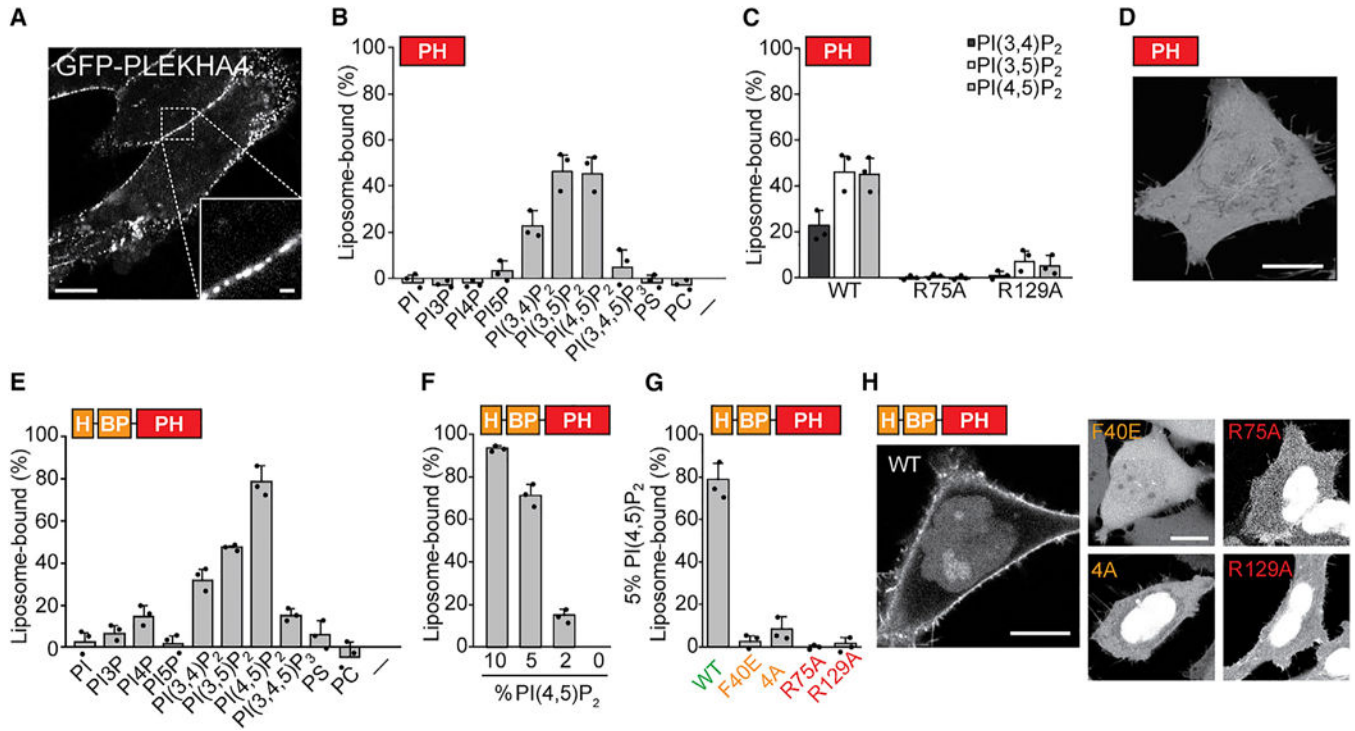 A
GFP-PLEKHA4
B
PH
Liposome-bound (%)
100
80
60
40
20
0
PI
PI3P
PI4P
PI5P
PI(3,4)P2
PI(3,5)P2
PI(4,5)P2
PI(3,4,5)P3
PS
PC
—
C
PH
PI(3,4)P2
PI(3,5)P2
PI(4,5)P2
Liposome-bound (%)
100
80
60
40
20
0
WT R75A R129A
D
PH
E
H BP PH
Liposome-bound (%)
100
80
60
40
20
0
PI
PI3P
PI4P
PI5P
PI(3,4)P2
PI(3,5)P2
PI(4,5)P2
PI(3,4,5)P3
PS
PC
—
F
H BP PH
Liposome-bound (%)
100
80
60
40
20
0
10 5 2 0
% PI(4,5)P2
G
H BP PH
5% PI(4,5)P2
Liposome-bound (%)
100
80
60
40
20
0
WT
F40E
4A
R75A
R129A
H
H BP PH
WT
F40E
R75A
4A
R129A